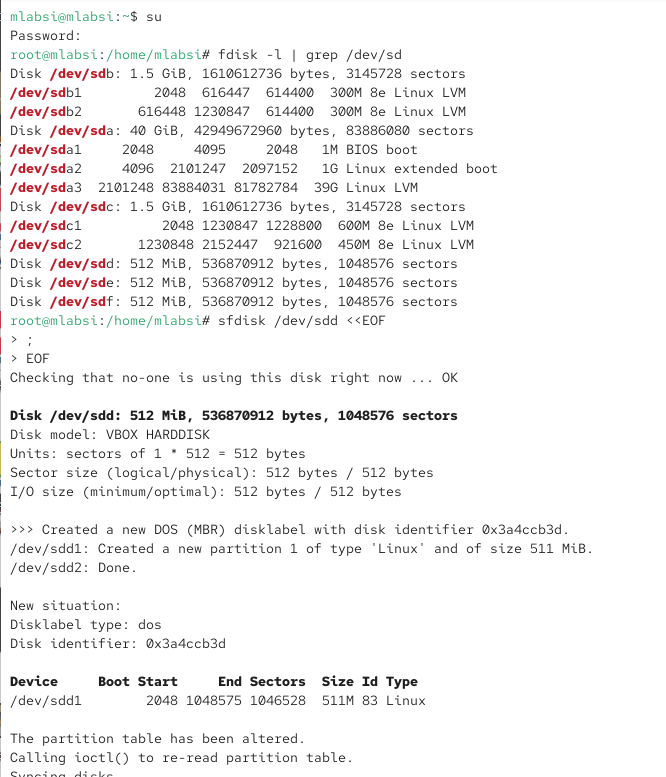 mlabsi@mlabsi:~$ su
Password:
root@mlabsi:/home/mlabsi# fdisk -l | grep /dev/sd
Disk /dev/sdb: 1.5 GiB, 1610612736 bytes, 3145728 sectors
/dev/sdb1         2048  616447  614400  300M 8e Linux LVM
/dev/sdb2       616448 1230847  614400  300M 8e Linux LVM
Disk /dev/sda: 40 GiB, 42949672960 bytes, 83886080 sectors
/dev/sda1     2048     4095     2048   1M BIOS boot
/dev/sda2     4096  2101247  2097152   1G Linux extended boot
/dev/sda3  2101248 83884031 81782784  39G Linux LVM
Disk /dev/sdc: 1.5 GiB, 1610612736 bytes, 3145728 sectors
/dev/sdc1          2048 1230847 1228800  600M 8e Linux LVM
/dev/sdc2       1230848 2152447  921600  450M 8e Linux LVM
Disk /dev/sdd: 512 MiB, 536870912 bytes, 1048576 sectors
Disk /dev/sde: 512 MiB, 536870912 bytes, 1048576 sectors
Disk /dev/sdf: 512 MiB, 536870912 bytes, 1048576 sectors
root@mlabsi:/home/mlabsi# sfdisk /dev/sdd <<EOF
> ;
> EOF
Checking that no-one is using this disk right now ... OK
Disk /dev/sdd: 512 MiB, 536870912 bytes, 1048576 sectors
Disk model: VBOX HARDDISK
Units: sectors of 1 * 512 = 512 bytes
Sector size (logical/physical): 512 bytes / 512 bytes
I/O size (minimum/optimal): 512 bytes / 512 bytes
>>> Created a new DOS (MBR) disklabel with disk identifier 0x3a4ccb3d.
/dev/sdd1: Created a new partition 1 of type 'Linux' and of size 511 MiB.
/dev/sdd2: Done.
New situation:
Disklabel type: dos
Disk identifier: 0x3a4ccb3d
Device     Boot Start     End Sectors  Size Id Type
/dev/sdd1        2048 1048575 1046528  511M 83 Linux
The partition table has been altered.
Calling ioctl() to re-read partition table.
Syncing disks.